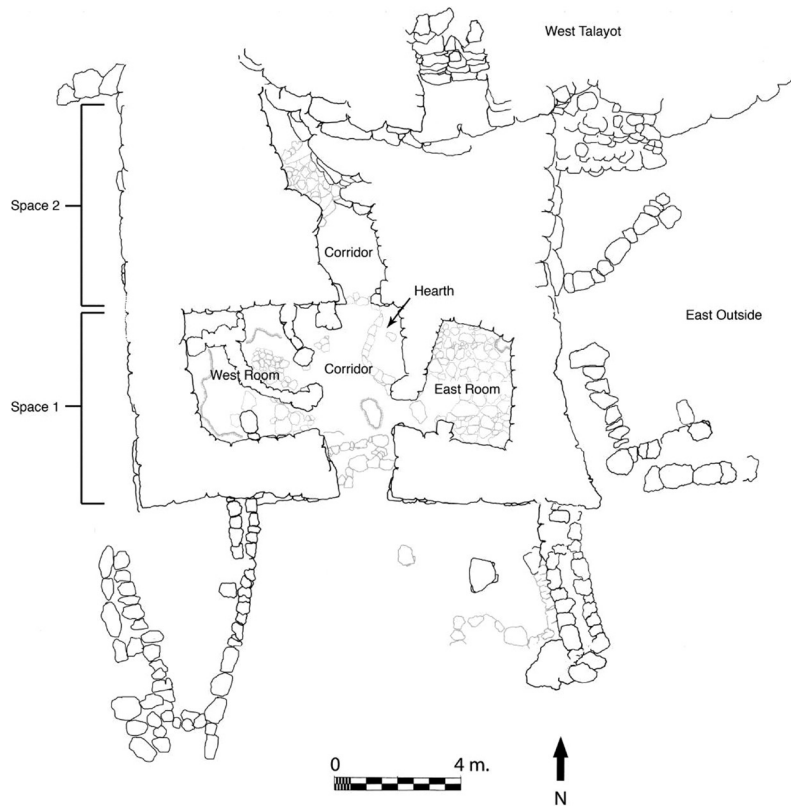 West Talayot
Space 2
Corridor
Hearth
East Outside
West Room
Corridor
East Room
Space 1
0 4 m.
N